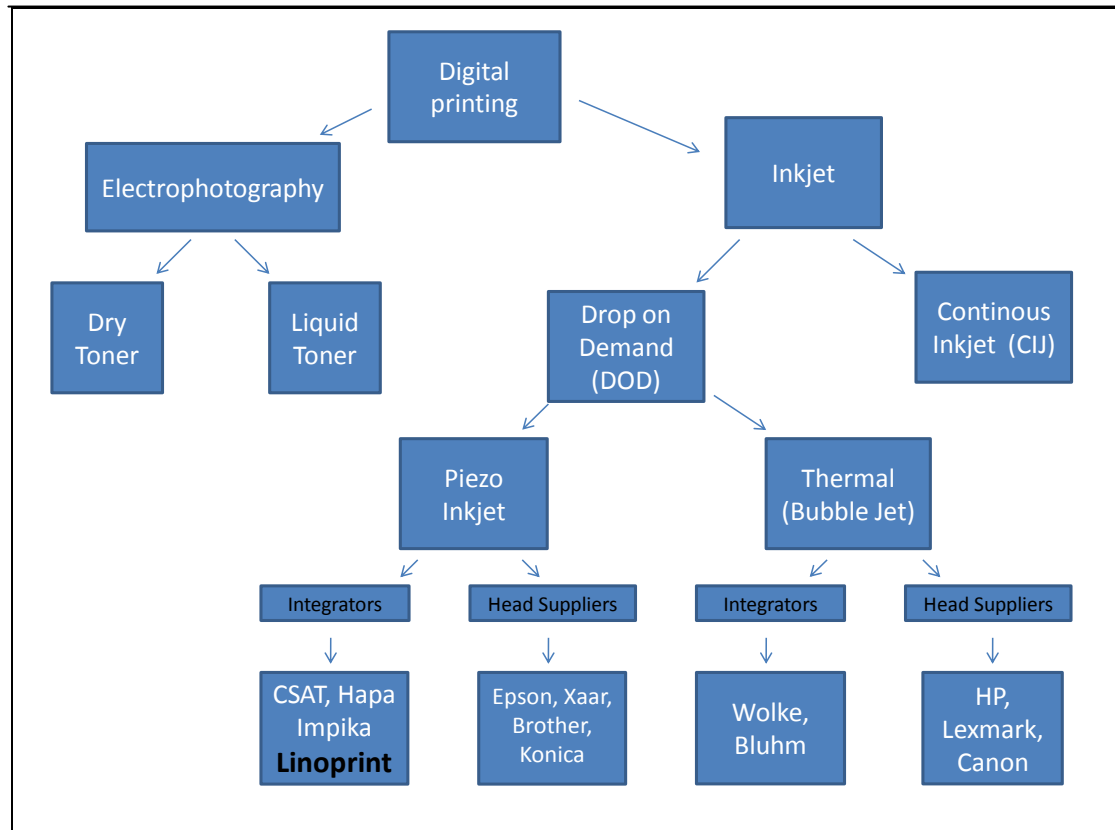 Digital
printing
Electrophotography
Inkjet
Dry
Toner
Liquid
Toner
Drop on
Demand
(DOD)
Continous
Inkjet (CIJ)
Piezo
Inkjet
Thermal
(Bubble Jet)
Integrators
Head Suppliers
Integrators
Head Suppliers
CSAT, Hapa
Impika
Linoprint
Epson, Xaar,
Brother,
Konica
Wolke,
Bluhm
HP,
Lexmark,
Canon